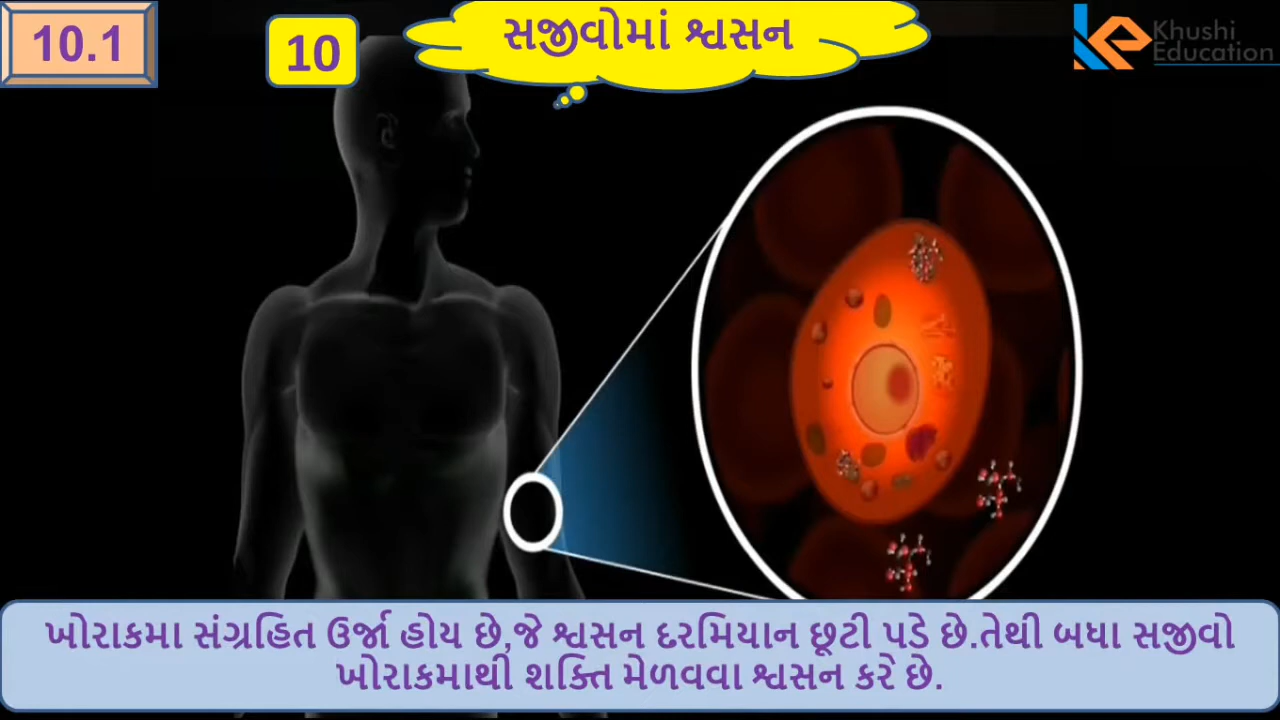 10.1
10
સજીવોમાં શ્વસન
Khushi
Education
ખોરાકમા સંગ્રહિત ઉર્જા હોય છે,જે શ્વસન દરમિયાન છૂટી પડે છે.તેથી બધા સજીવો
ખોરાકમાથી શક્તિ મેળવવા શ્વસન કરે છે.